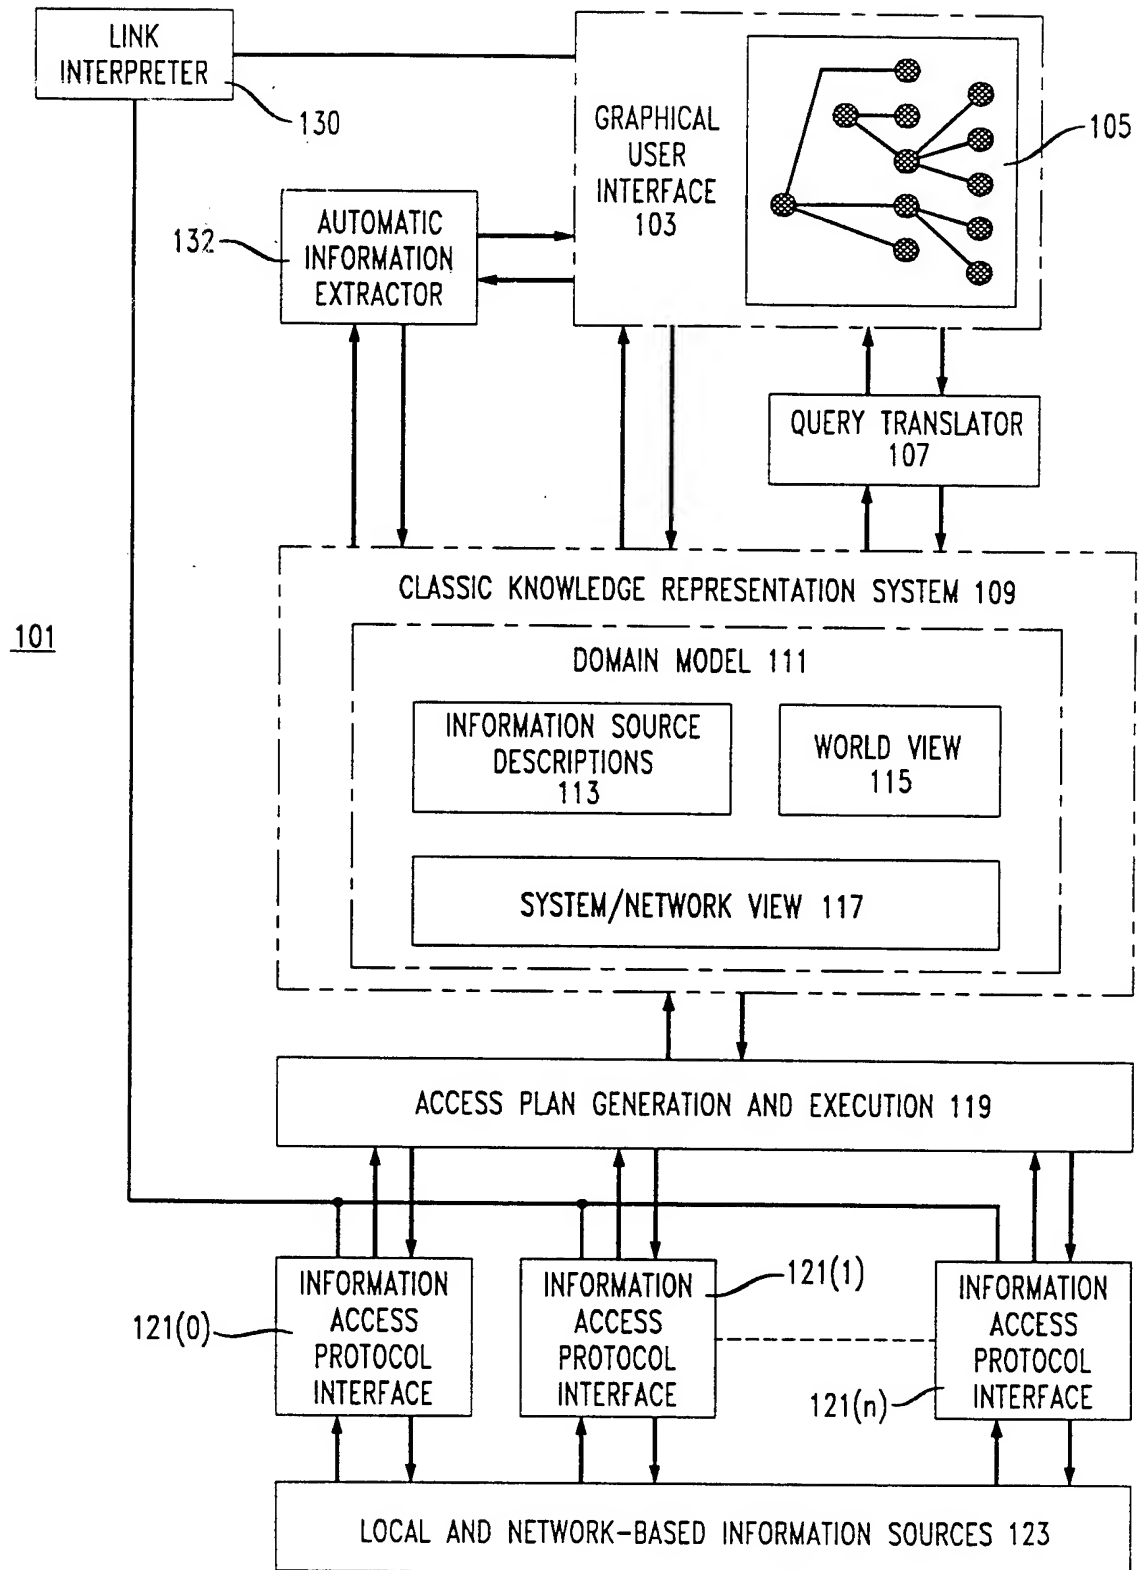 LINK
INTERPRETER
130
GRAPHICAL
USER
INTERFACE
103
105
132
AUTOMATIC
INFORMATION
EXTRACTOR
QUERY TRANSLATOR
107
101
CLASSIC KNOWLEDGE REPRESENTATION SYSTEM 109
DOMAIN MODEL 111
INFORMATION SOURCE
DESCRIPTIONS
113
WORLD VIEW
115
SYSTEM/NETWORK VIEW 117
ACCESS PLAN GENERATION AND EXECUTION 119
121(0)
INFORMATION
ACCESS
PROTOCOL
INTERFACE
INFORMATION
ACCESS
PROTOCOL
INTERFACE
121(1)
INFORMATION
ACCESS
PROTOCOL
INTERFACE
121(n)
LOCAL AND NETWORK-BASED INFORMATION SOURCES 123